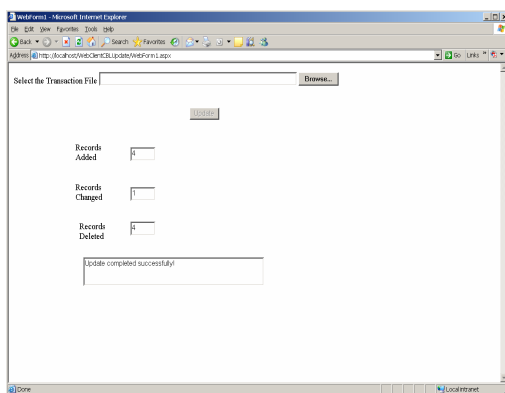 WebForm1 - Microsoft Internet Explorer
File Edit View Favorites Tools Help
Back Search Favorites
Address http://localhost/WebClientCBLUpdate/WebForm1.aspx Go Links »
Select the Transaction File Browse...
Update
Records
Added 4
Records
Changed 1
Records
Deleted 4
Update completed successfully!
Done Local intranet